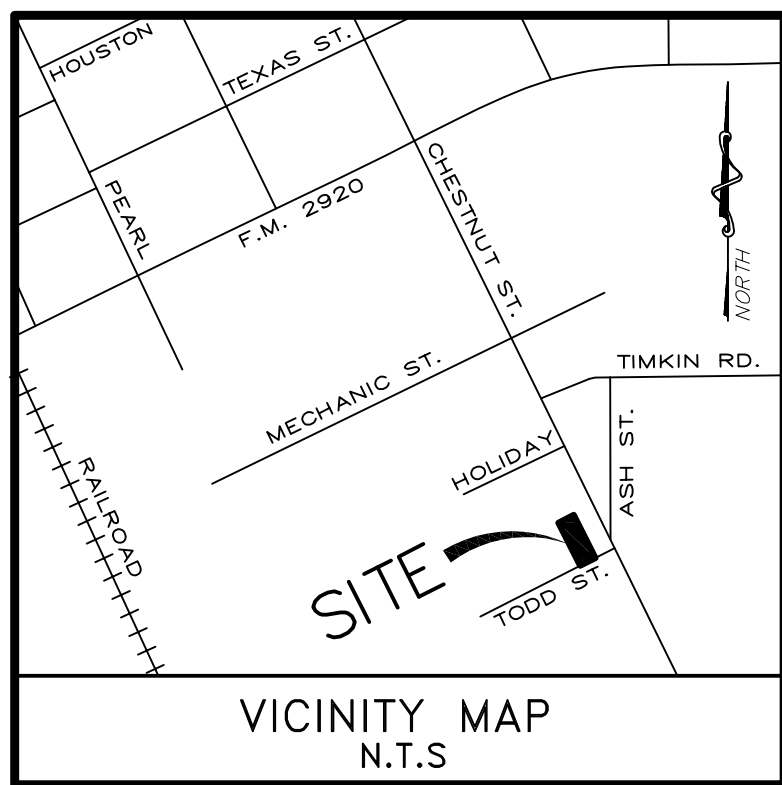 HOUSTON
TEXAS ST.
PEARL
F.M. 2920
CHESTNUT ST.
NORTH
TIMKIN RD.
MECHANIC ST.
ASH ST.
HOLIDAY
RAILROAD
SITE
TODD ST.
VICINITY MAP
N.T.S